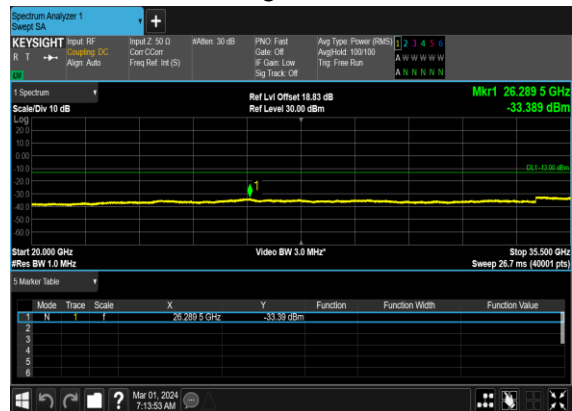 Spectrum Analyzer 1
Swept SA
+
KEYSIGHT Input: RF Input Z: 50 Ω #Atten: 30 dB PNO: Fast Avg Type: Power (RMS) 1 2 3 4 5 6
R T Coupling: DC Corr CCorr Gate: Off Avg|Hold: 100/100 A W W W W W
Align: Auto Freq Ref: Int (S) IF Gain: Low Trig: Free Run
Sig Track: Off A N N N N N
1 Spectrum Ref Lvl Offset 18.83 dB Mkr1 26.289 5 GHz
Scale/Div 10 dB Ref Level 30.00 dBm -33.389 dBm
Log
20.0
10.0
0.00
-10.0
DL1 -13.00 dBm
-20.0
1
-30.0
-40.0
-50.0
-60.0
Start 20.000 GHz Video BW 3.0 MHz* Stop 35.500 GHz
#Res BW 1.0 MHz Sweep 26.7 ms (40001 pts)
5 Marker Table
Mode Trace Scale X Y Function Function Width Function Value
1 N 1 f 26.289 5 GHz -33.39 dBm
2
3
4
5
6
? Mar 01, 2024
7:13:53 AM